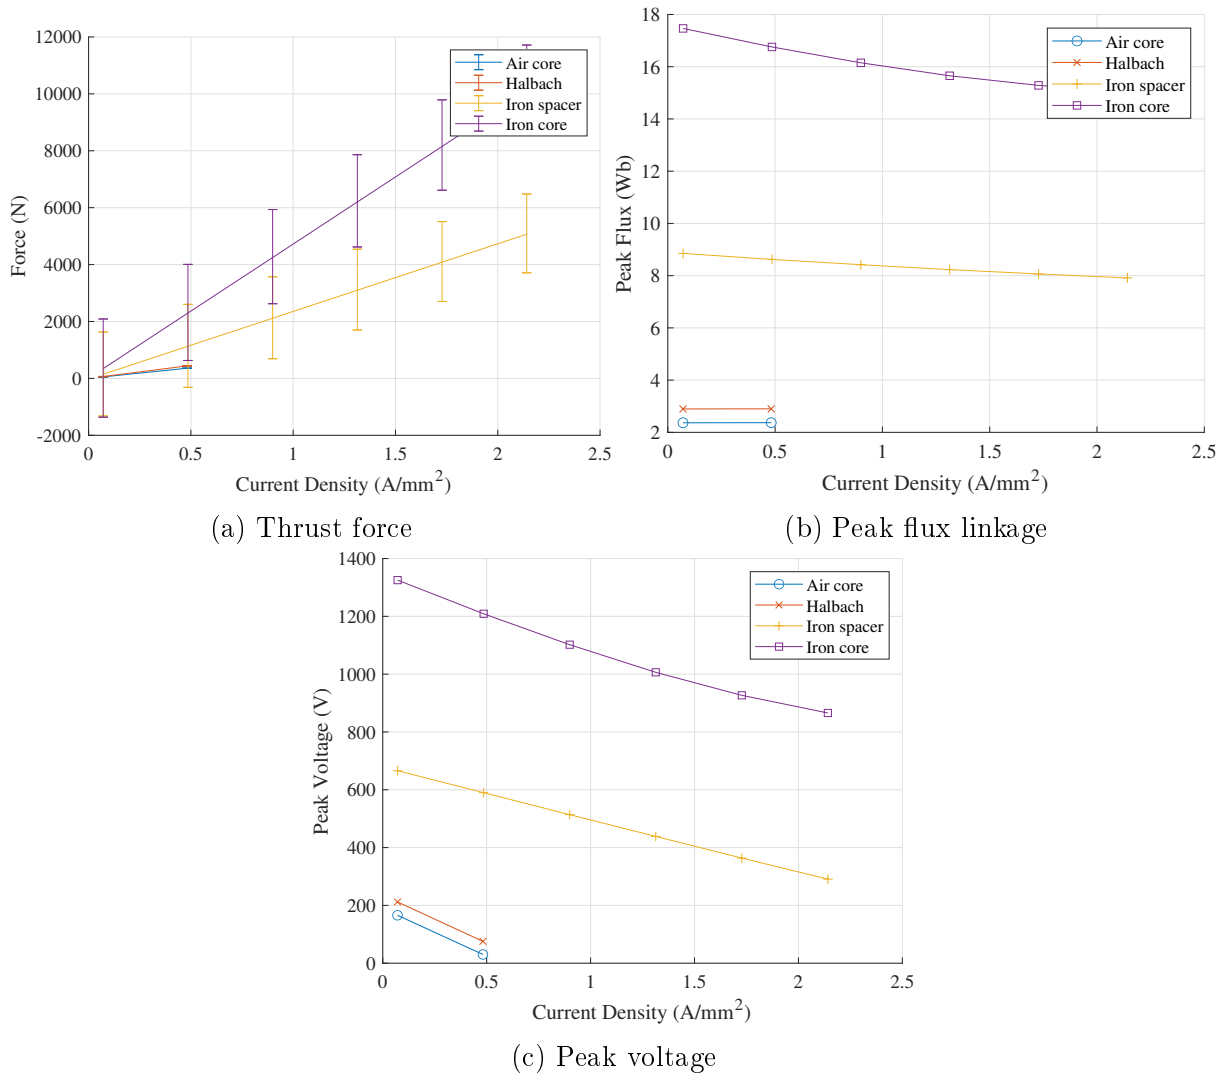 12000
10000
8000
6000
4000
2000
0
-2000
0
0.5
1
1.5
2
2.5
Force (N)
Current Density (A/mm²)
Air core
Halbach
Iron spacer
Iron core
(a) Thrust force
18
16
14
12
10
8
6
4
2
0
0.5
1
1.5
2
2.5
Peak Flux (Wb)
Current Density (A/mm²)
Air core
Halbach
Iron spacer
Iron core
(b) Peak flux linkage
1400
1200
1000
800
600
400
200
0
0
0.5
1
1.5
2
2.5
Peak Voltage (V)
Current Density (A/mm²)
Air core
Halbach
Iron spacer
Iron core
(c) Peak voltage